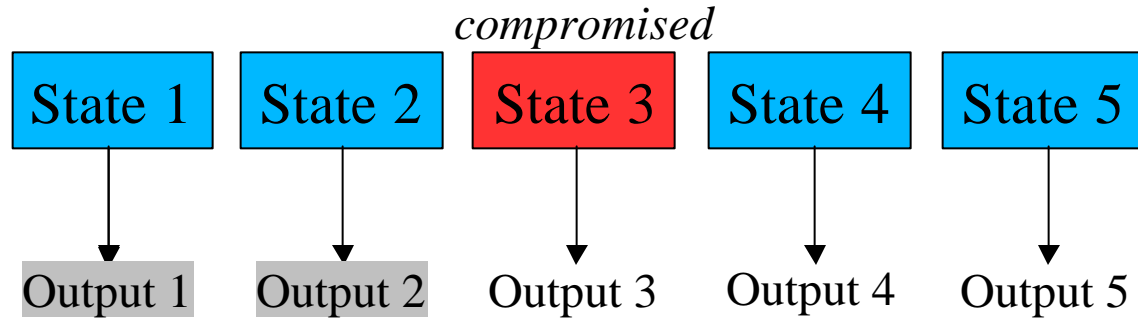 compromised
State 1 State 2 State 3 State 4 State 5
Output 1 Output 2 Output 3 Output 4 Output 5